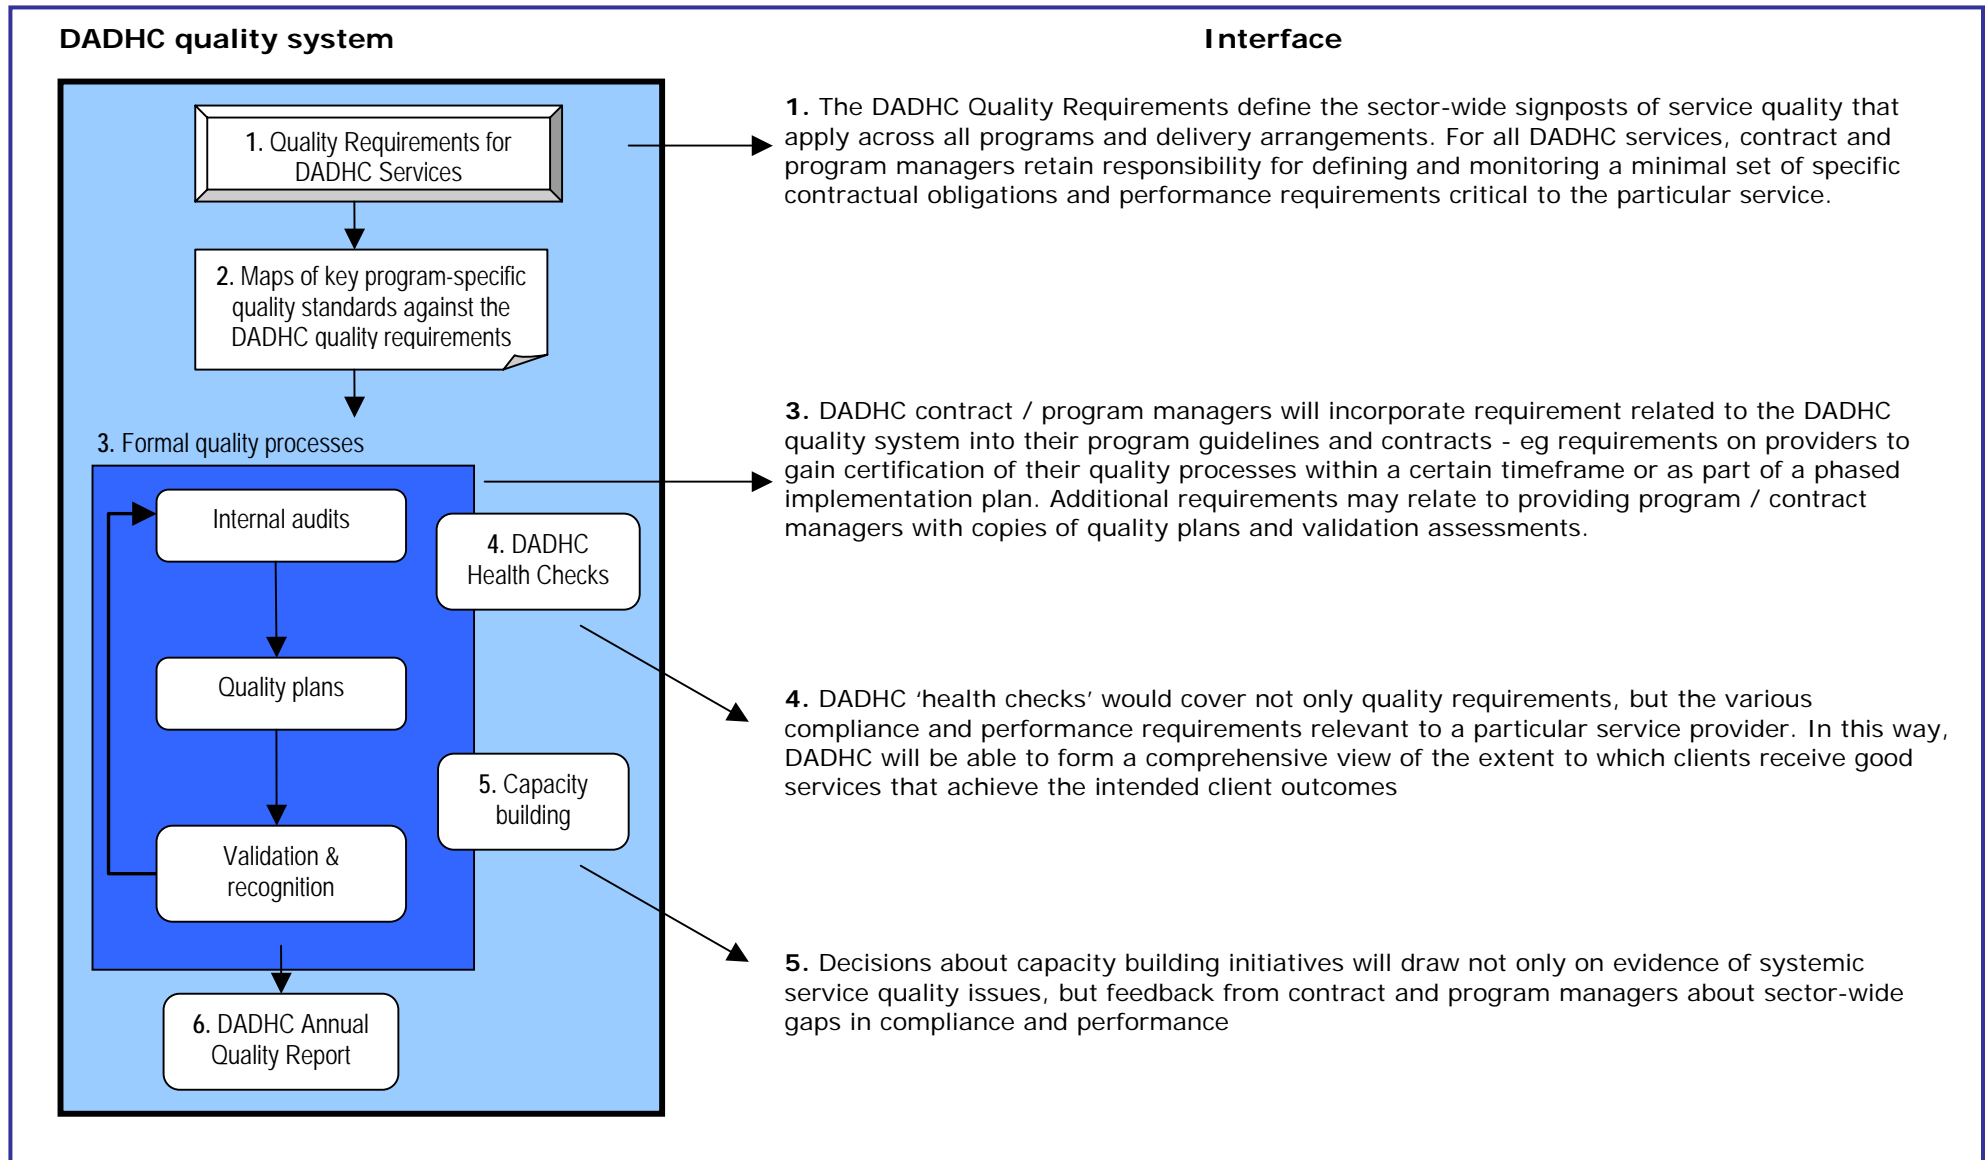 DADHC quality system
Interface
1. Quality Requirements for
DADHC Services
2. Maps of key program-specific
quality standards against the
DADHC quality requirements
3. Formal quality processes
Internal audits
Quality plans
Validation &
recognition
4. DADHC
Health Checks
5. Capacity
building
6. DADHC Annual
Quality Report
1. The DADHC Quality Requirements define the sector-wide signposts of service quality that
apply across all programs and delivery arrangements. For all DADHC services, contract and
program managers retain responsibility for defining and monitoring a minimal set of specific
contractual obligations and performance requirements critical to the particular service.
3. DADHC contract / program managers will incorporate requirement related to the DADHC
quality system into their program guidelines and contracts - eg requirements on providers to
gain certification of their quality processes within a certain timeframe or as part of a phased
implementation plan. Additional requirements may relate to providing program / contract
managers with copies of quality plans and validation assessments.
4. DADHC ‘health checks’ would cover not only quality requirements, but the various
compliance and performance requirements relevant to a particular service provider. In this way,
DADHC will be able to form a comprehensive view of the extent to which clients receive good
services that achieve the intended client outcomes
5. Decisions about capacity building initiatives will draw not only on evidence of systemic
service quality issues, but feedback from contract and program managers about sector-wide
gaps in compliance and performance